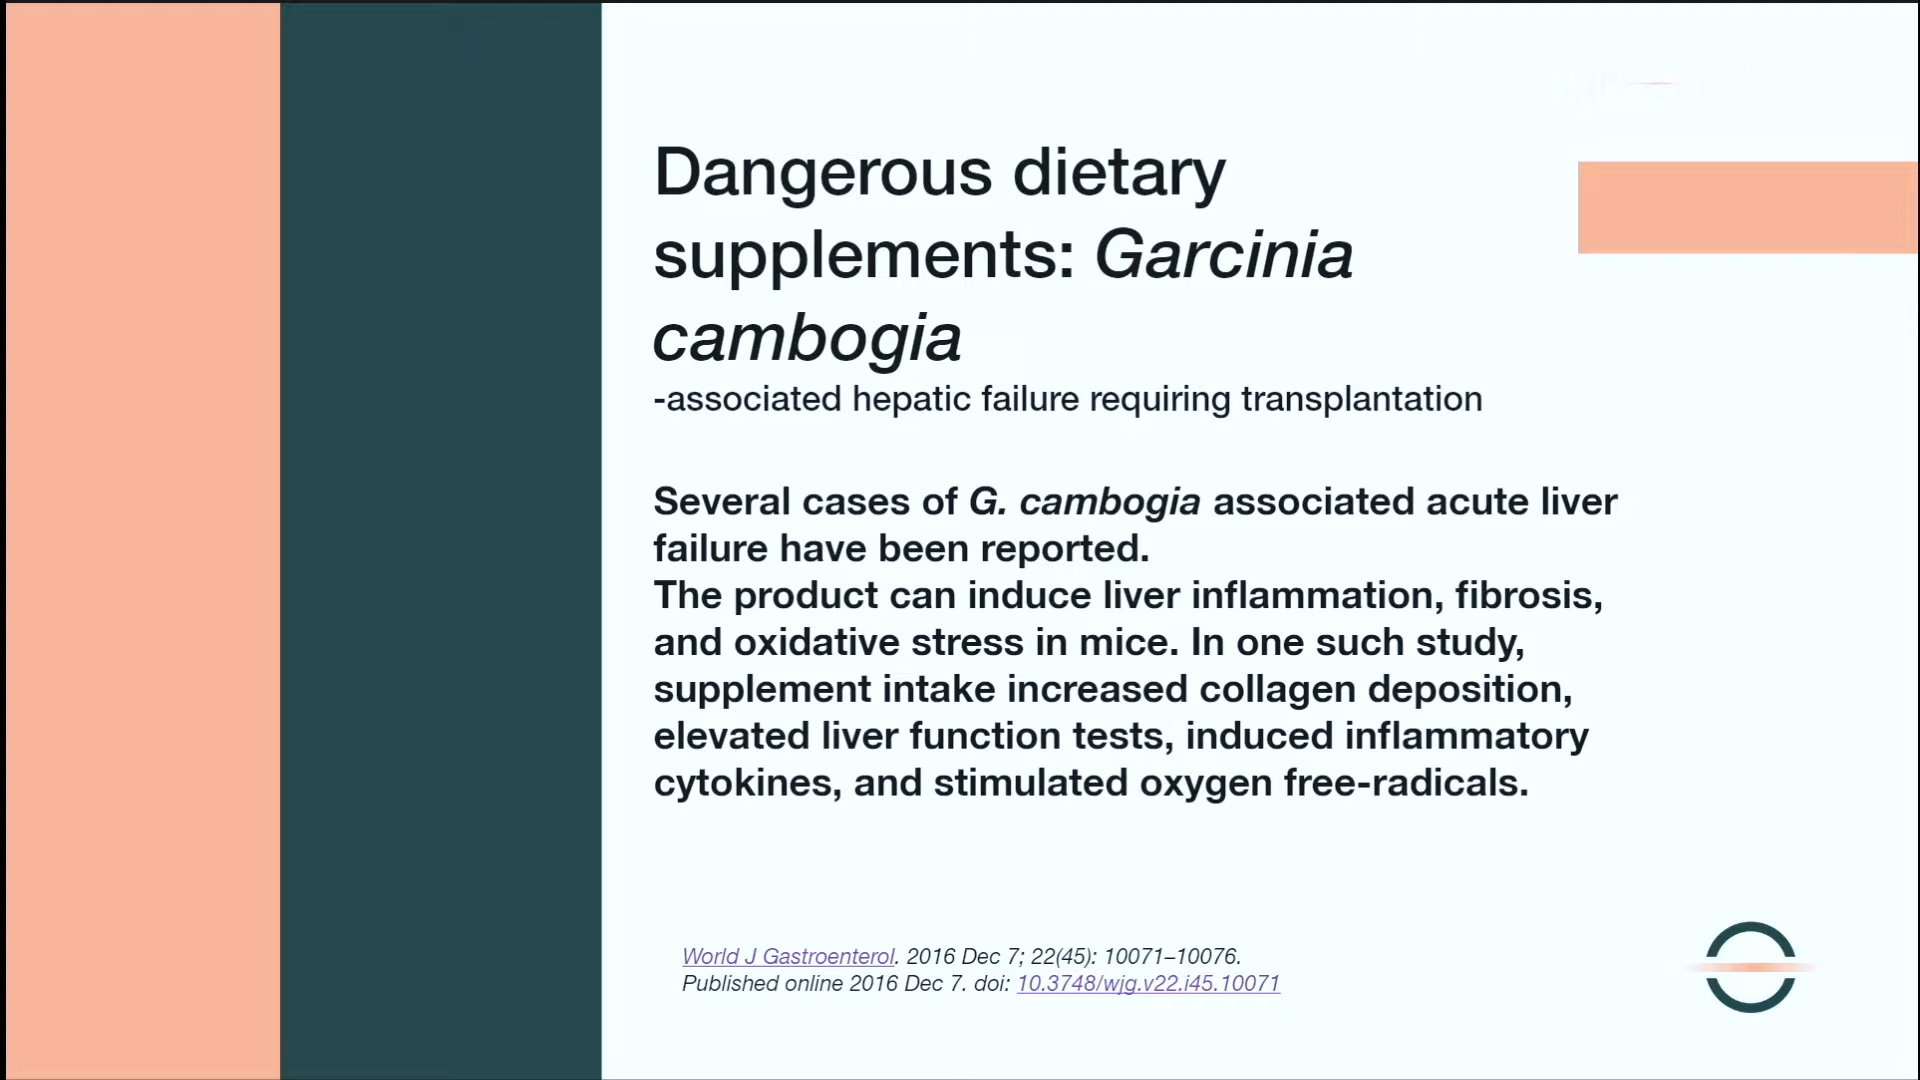 Dangerous dietary
supplements: Garcinia
cambogia
-associated hepatic failure requiring transplantation
Several cases of G. cambogia associated acute liver
failure have been reported.
The product can induce liver inflammation, fibrosis,
and oxidative stress in mice. In one such study,
supplement intake increased collagen deposition,
elevated liver function tests, induced inflammatory
cytokines, and stimulated oxygen free-radicals.
World J Gastroenterol. 2016 Dec 7; 22(45): 10071–10076.
Published online 2016 Dec 7. doi: 10.3748/wjg.v22.i45.10071